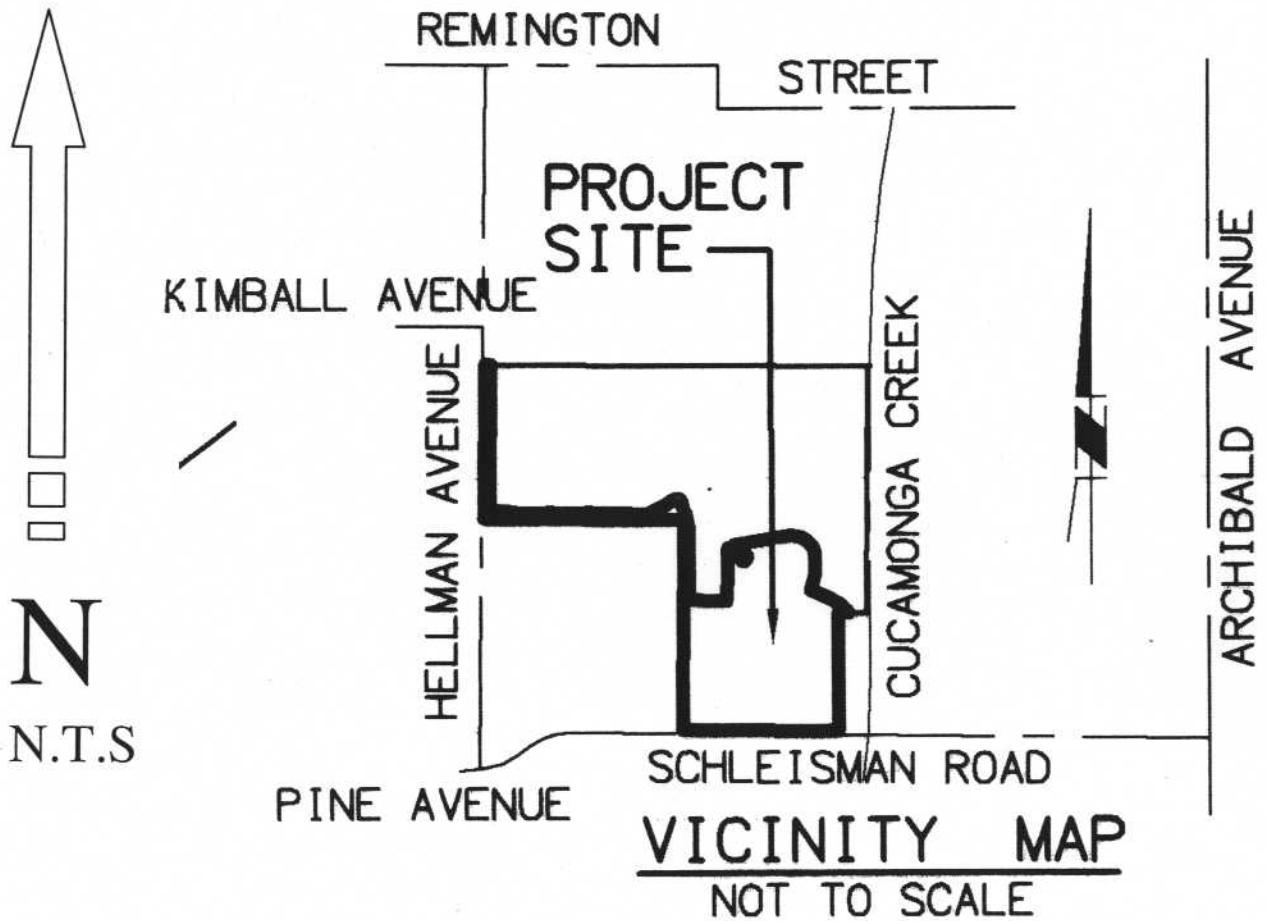 REMINGTON
STREET
PROJECT
SITE
KIMBALL AVENUE
HELLMAN AVENUE
CUCAMONGA CREEK
N
ARCHIBALD AVENUE
N
N.T.S
SCHLEISMAN ROAD
PINE AVENUE
VICINITY MAP
NOT TO SCALE